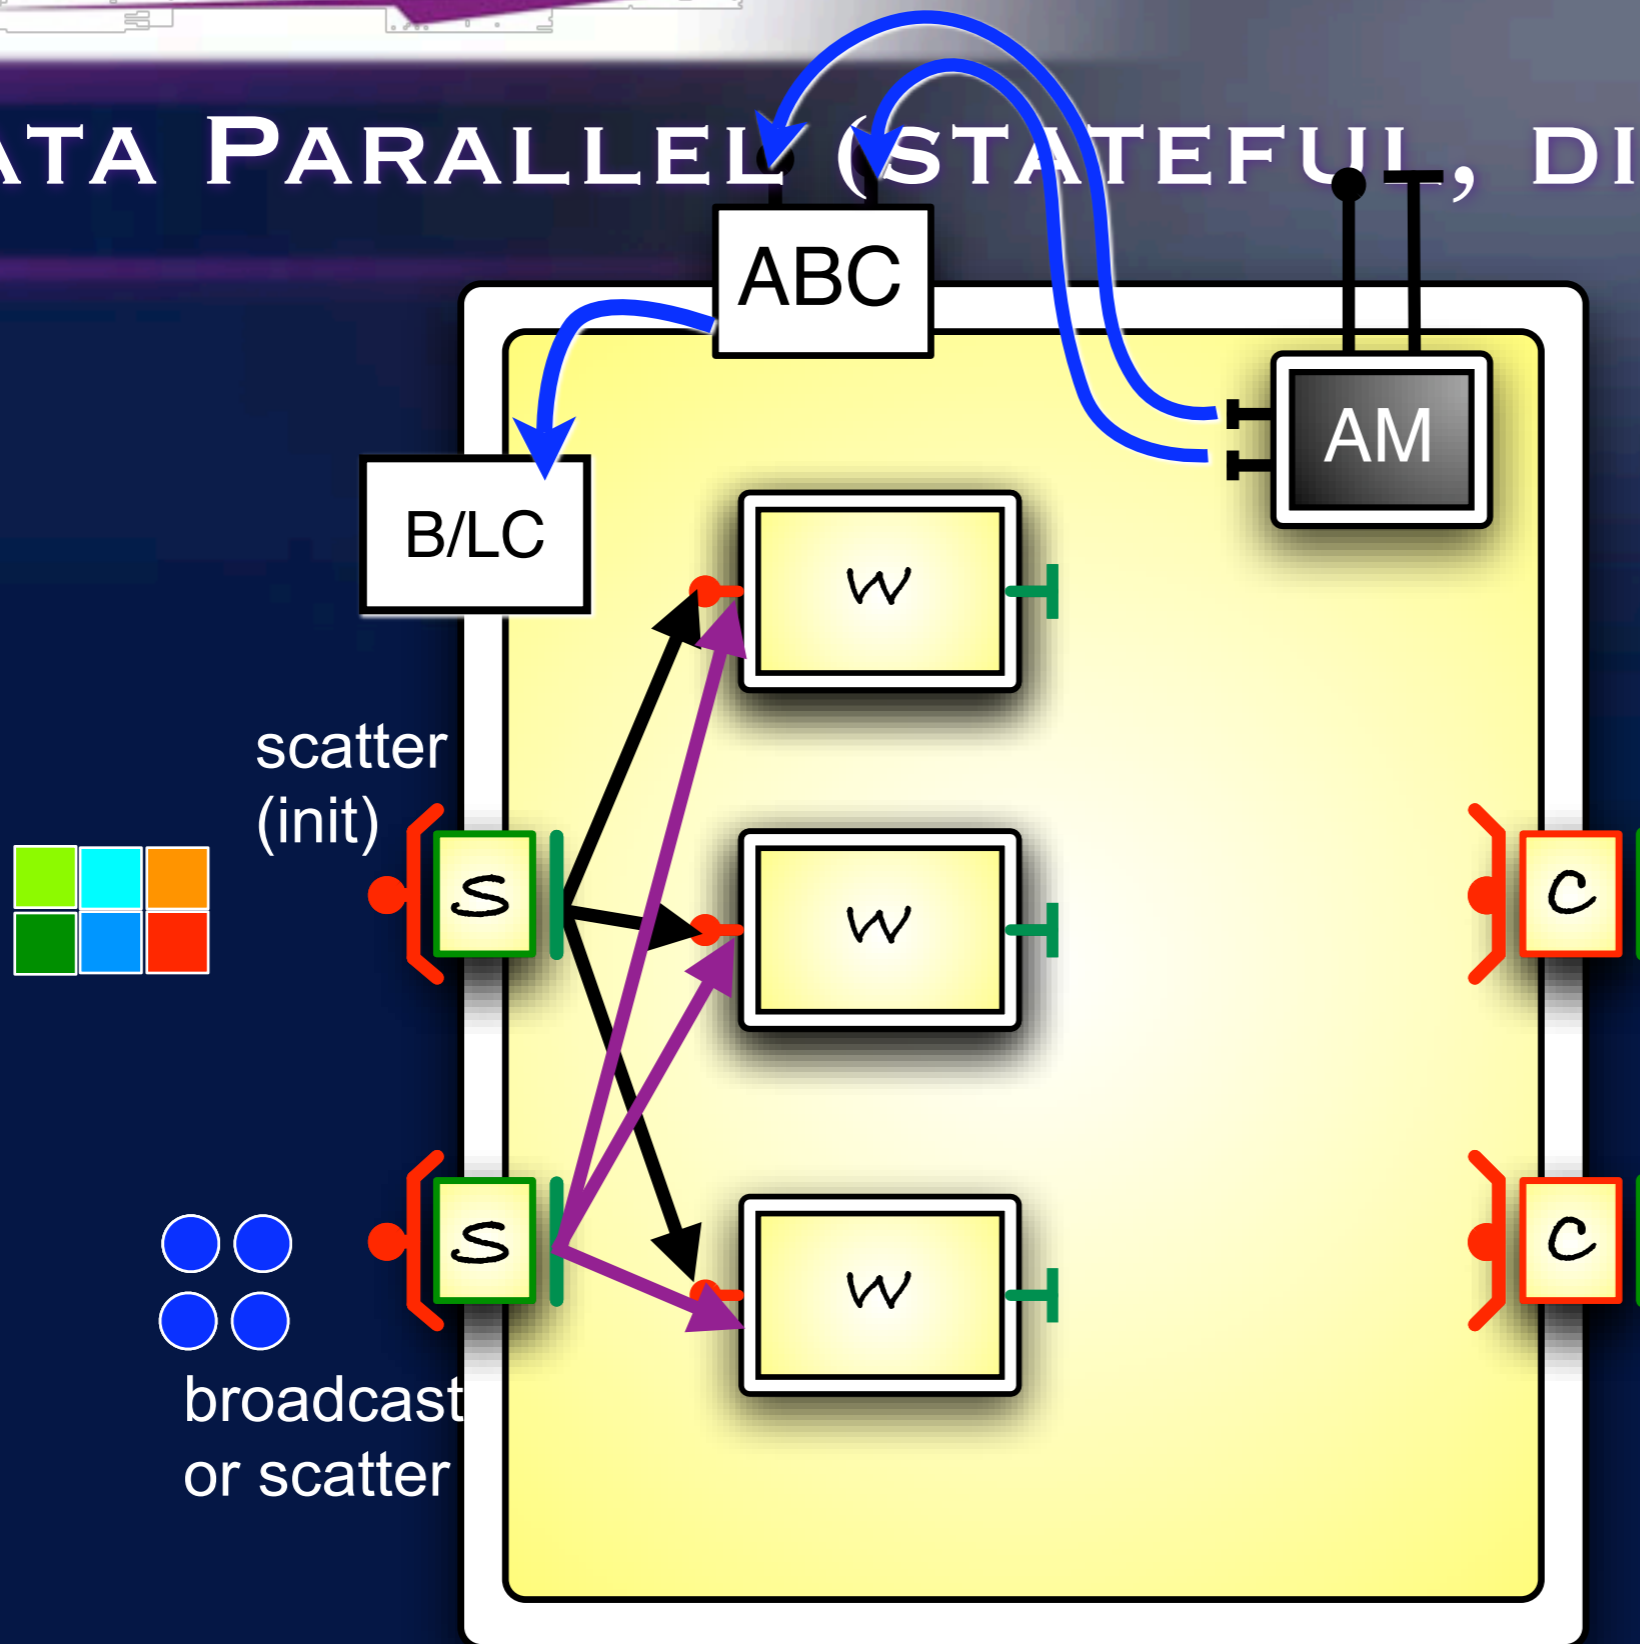 ATA PARALLEL (STATEFUL, DI
ABC
AM
B/LC
W
scatter
(init)
S
W
C
S
W
C
broadcast
or scatter